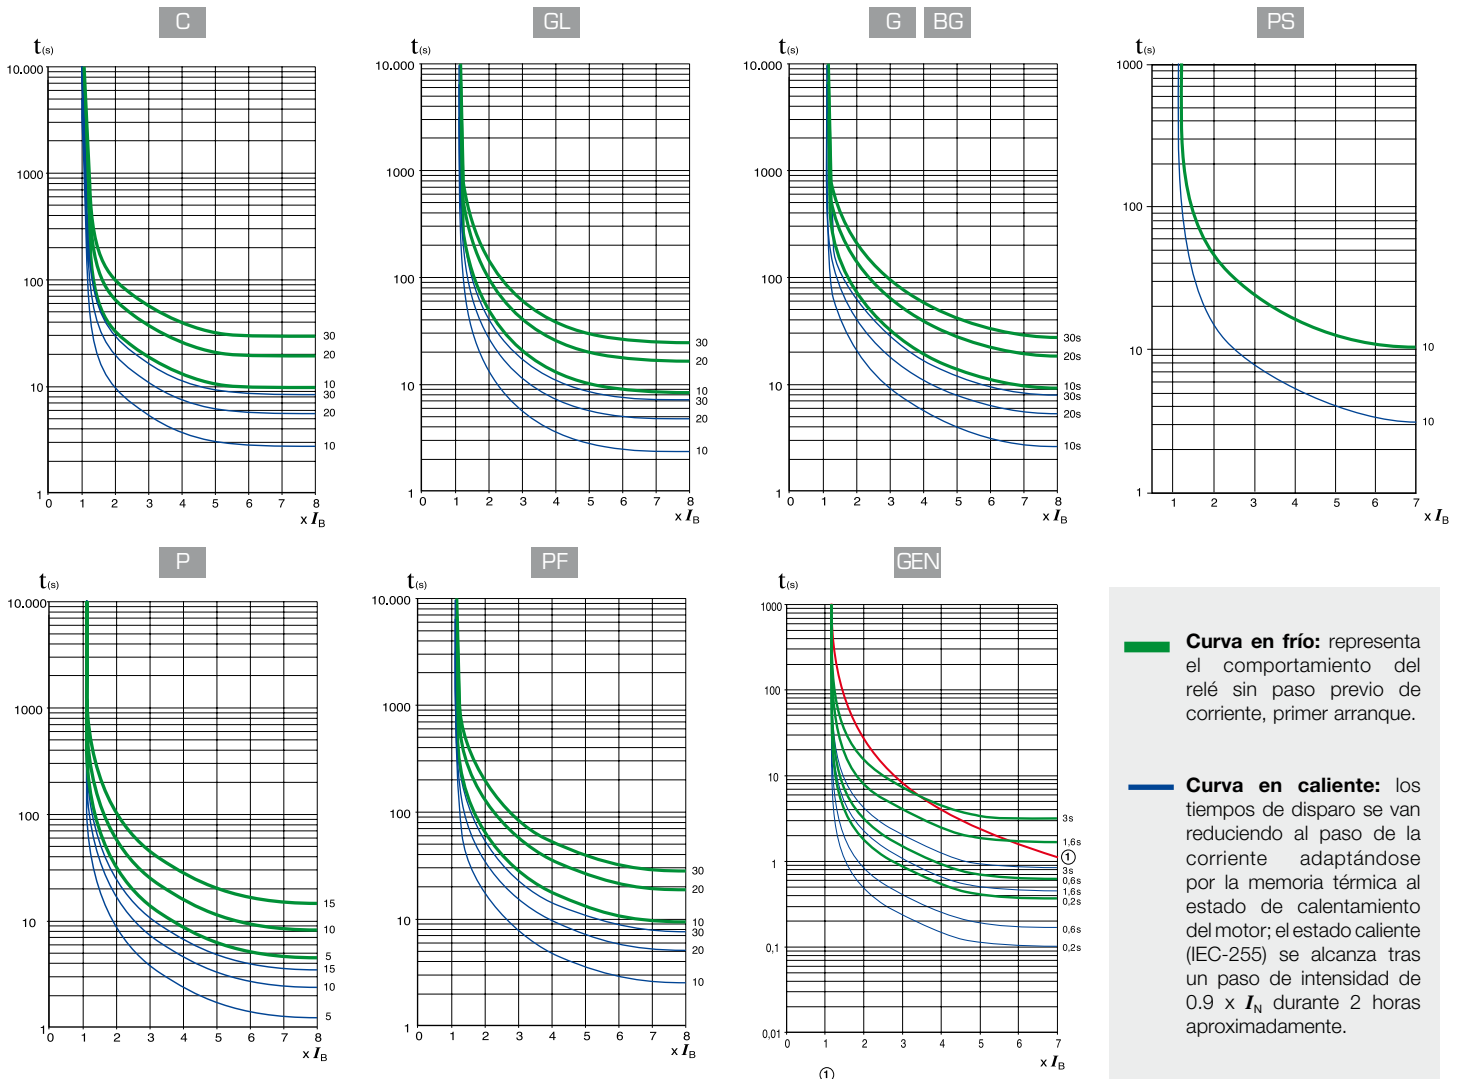 C
t(s)
10.000
1000
100
10
1
30
20
10
30
20
10
0 1 2 3 4 5 6 7 8
x IB
GL
t(s)
10.000
1000
100
10
1
30
20
10
30
20
10
0 1 2 3 4 5 6 7 8
x IB
G BG
t(s)
10.000
1000
100
10
1
30s
20s
10s
30s
20s
10s
0 1 2 3 4 5 6 7 8
x IB
PS
t(s)
1000
100
10
1
10
10
1 2 3 4 5 6 7
x IB
P
t(s)
10.000
1000
100
10
1
15
10
5
15
10
5
0 1 2 3 4 5 6 7 8
x IB
PF
t(s)
10.000
1000
100
10
1
30
20
10
30
20
10
0 1 2 3 4 5 6 7 8
x IB
GEN
t(s)
1000
100
10
1
0,1
0,01
3s
1,6s
①
3s
0,6s
1,6s
0,2s
0,6s
0,2s
0 1 2 3 4 5 6 7
x IB
①
Curva en frío: representa
el comportamiento del
relé sin paso previo de
corriente, primer arranque.
Curva en caliente: los
tiempos de disparo se van
reduciendo al paso de la
corriente adaptándose
por la memoria térmica al
estado de calentamiento
del motor; el estado caliente
(IEC-255) se alcanza tras
un paso de intensidad de
0.9 x IN durante 2 horas
aproximadamente.